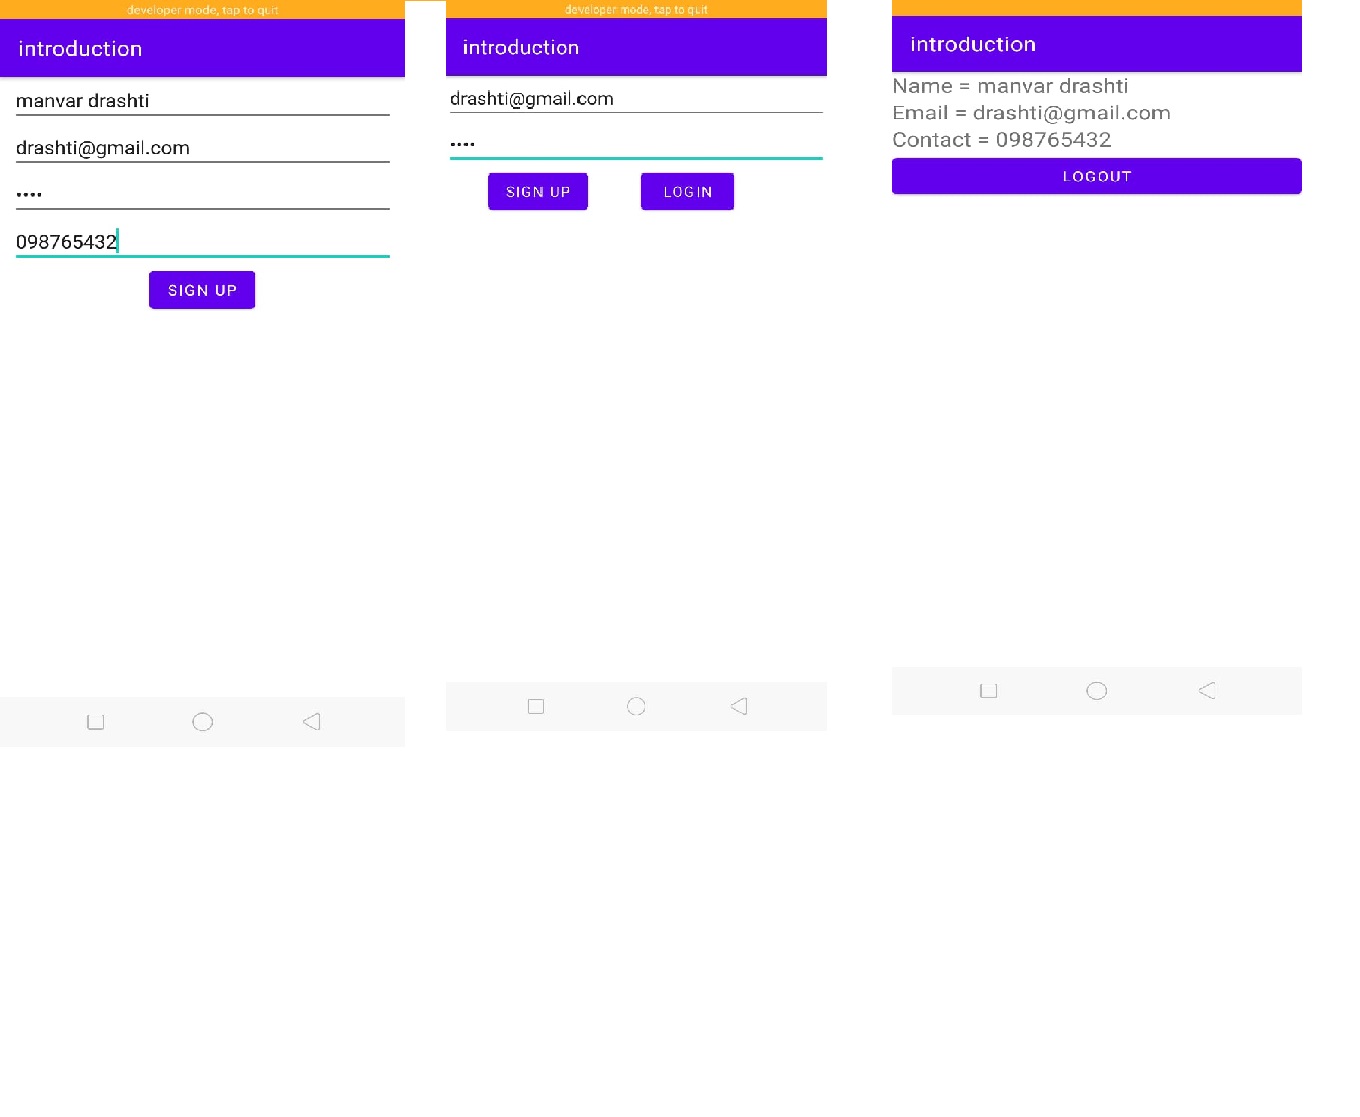 developer mode, tap to quit
introduction
manvar drashti
drashti@gmail.com
••••
098765432
SIGN UP
developer mode, tap to quit
introduction
drashti@gmail.com
••••
SIGN UP LOGIN
introduction
Name = manvar drashti
Email = drashti@gmail.com
Contact = 098765432
LOGOUT